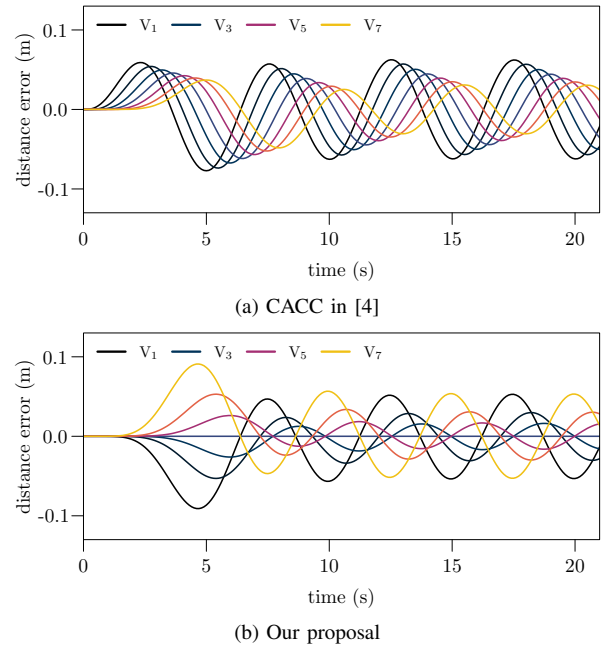 V₁ V₃ V₅ V₇
distance error (m)
0.1
0.0
-0.1
0 5 10 15 20
time (s)
(a) CACC in [4]
V₁ V₃ V₅ V₇
distance error (m)
0.1
0.0
-0.1
0 5 10 15 20
time (s)
(b) Our proposal